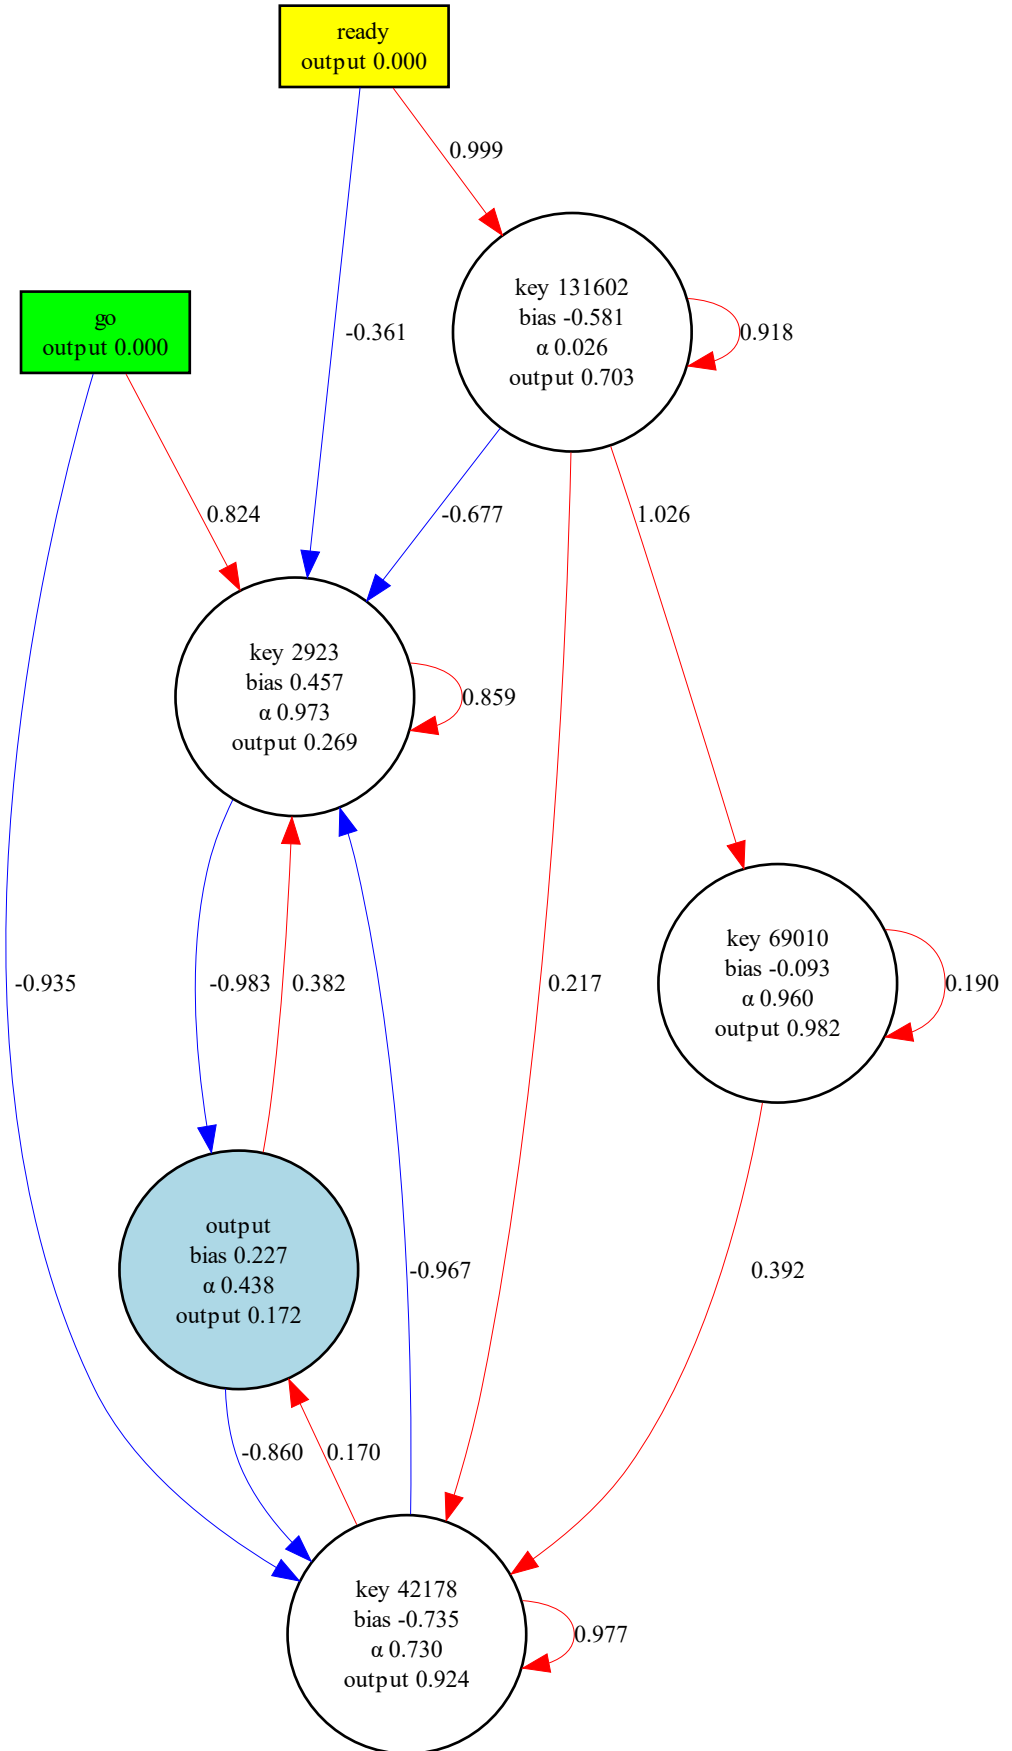 ready
output 0.000
0.999
key 131602
bias -0.581
α 0.026
output 0.703
0.918
go
output 0.000
-0.361
0.824
-0.677
1.026
key 2923
bias 0.457
α 0.973
output 0.269
0.859
key 69010
bias -0.093
α 0.960
output 0.982
0.190
-0.935
-0.983
0.382
0.217
output
bias 0.227
α 0.438
output 0.172
-0.967
0.392
-0.860
0.170
key 42178
bias -0.735
α 0.730
output 0.924
0.977